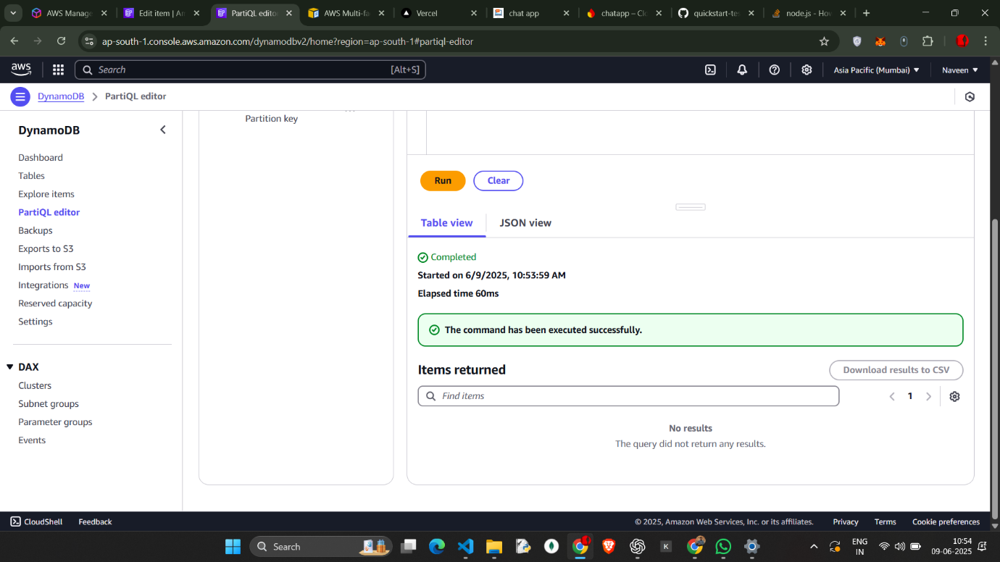 AWS Manage
Edit item | A
PartiQL edito
AWS Multi-fa
Vercel
chat app
chatapp – Clo
quickstart-te
node.js - Hov
ap-south-1.console.aws.amazon.com/dynamodbv2/home?region=ap-south-1#partiql-editor
aws
Search
[Alt+S]
Asia Pacific (Mumbai)
Naveen
DynamoDB
PartiQL editor
DynamoDB
Dashboard
Tables
Explore items
PartiQL editor
Backups
Exports to S3
Imports from S3
Integrations New
Reserved capacity
Settings
DAX
Clusters
Subnet groups
Parameter groups
Events
Partition key
Run
Clear
Table view
JSON view
Completed
Started on 6/9/2025, 10:53:59 AM
Elapsed time 60ms
The command has been executed successfully.
Items returned
Download results to CSV
Find items
1
No results
The query did not return any results.
CloudShell
Feedback
© 2025, Amazon Web Services, Inc. or its affiliates.
Privacy
Terms
Cookie preferences
Search
K
ENG
IN
10:54
09-06-2025